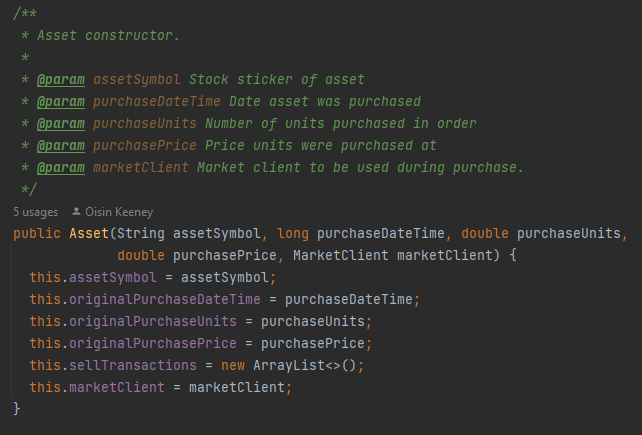 /**
* Asset constructor.
*
* @param assetSymbol Stock sticker of asset
* @param purchaseDateTime Date asset was purchased
* @param purchaseUnits Number of units purchased in order
* @param purchasePrice Price units were purchased at
* @param marketClient Market client to be used during purchase.
*/
5 usages Oisin Keeney
public Asset(String assetSymbol, long purchaseDateTime, double purchaseUnits,
double purchasePrice, MarketClient marketClient) {
this.assetSymbol = assetSymbol;
this.originalPurchaseDateTime = purchaseDateTime;
this.originalPurchaseUnits = purchaseUnits;
this.originalPurchasePrice = purchasePrice;
this.sellTransactions = new ArrayList<>();
this.marketClient = marketClient;
}